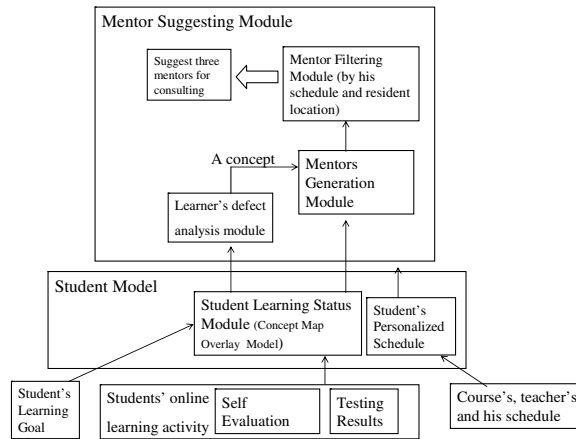 Mentor Suggesting Module
Suggest three
mentors for
consulting
Mentor Filtering
Module (by his
schedule and resident
location)
A concept
Mentors
Generation
Module
Learner's defect
analysis module
Student Model
Student Learning Status
Module (Concept Map
Overlay Model)
Student's
Personalized
Schedule
Student's
Learning
Goal
Students' online
learning activity
Self
Evaluation
Testing
Results
Course's, teacher's
and his schedule